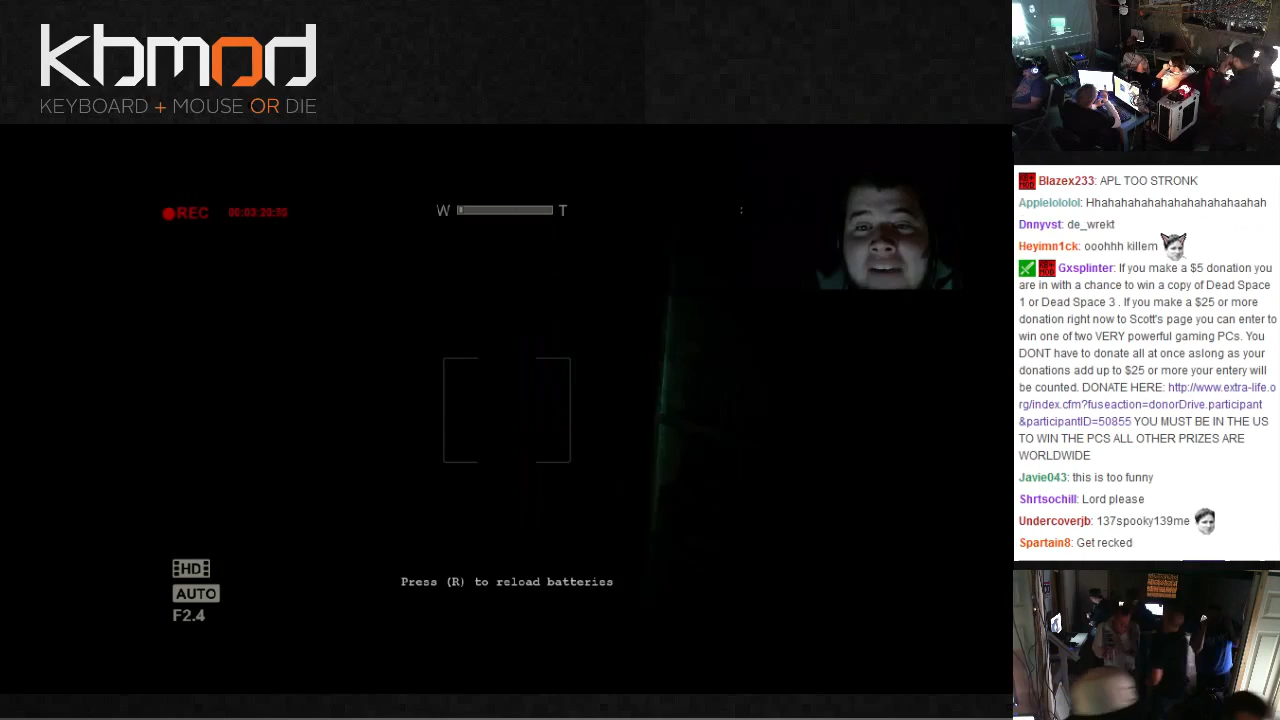 kbmod
KEYBOARD + MOUSE OR DIE
REC 00:03 20:70
W T
HD
AUTO
F2.4
Press (R) to reload batteries
Blazex233: APL TOO STRONK
Applelololol: Hhahahahahahahahahahaahah
Dnnyvst: de_wrekt
Heyimn1ck: ooohhh killem
Gxsplinter: If you make a $5 donation you
are in with a chance to win a copy of Dead Space
1 or Dead Space 3 . If you make a $25 or more
donation right now to Scott's page you can enter to
win one of two VERY powerful gaming PCs. You
DONT have to donate all at once aslong as your
donations add up to $25 or more your entery will
be counted. DONATE HERE: http://www.extra-life.o
rg/index.cfm?fuseaction=donorDrive.participant
&participantID=50855 YOU MUST BE IN THE US
TO WIN THE PCS ALL OTHER PRIZES ARE
WORLDWIDE
Javie043: this is too funny
Shrtsochill: Lord please
Undercoverjb: 137spooky139me
Spartain8: Get recked